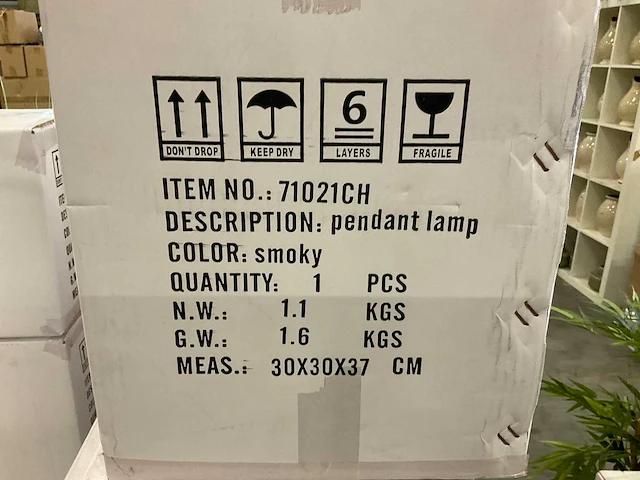 DON'T DROP KEEP DRY 6 LAYERS FRAGILE
ITEM NO.: 71021CH
DESCRIPTION: pendant lamp
COLOR: smoky
QUANTITY: 1 PCS
N.W.: 1.1 KGS
G.W.: 1.6 KGS
MEAS.: 30X30X37 CM